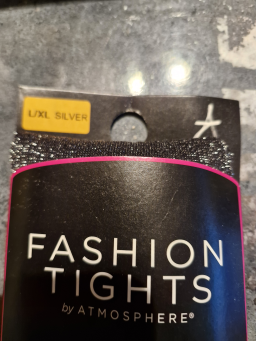 L/XL SILVER
FASHION
TIGHTS
by ATMOSPHERE®